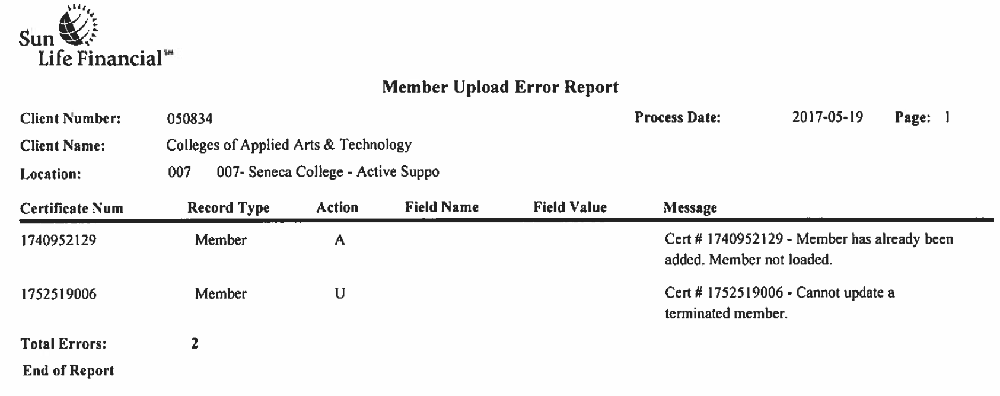 Sun
Life Financial™
Member Upload Error Report
Client Number: 050834 Process Date: 2017-05-19 Page: 1
Client Name: Colleges of Applied Arts & Technology
Location: 007 007- Seneca College - Active Suppo
Certificate Num Record Type Action Field Name Field Value Message
1740952129 Member A Cert # 1740952129 - Member has already been
added. Member not loaded.
1752519006 Member U Cert # 1752519006 - Cannot update a
terminated member.
Total Errors: 2
End of Report